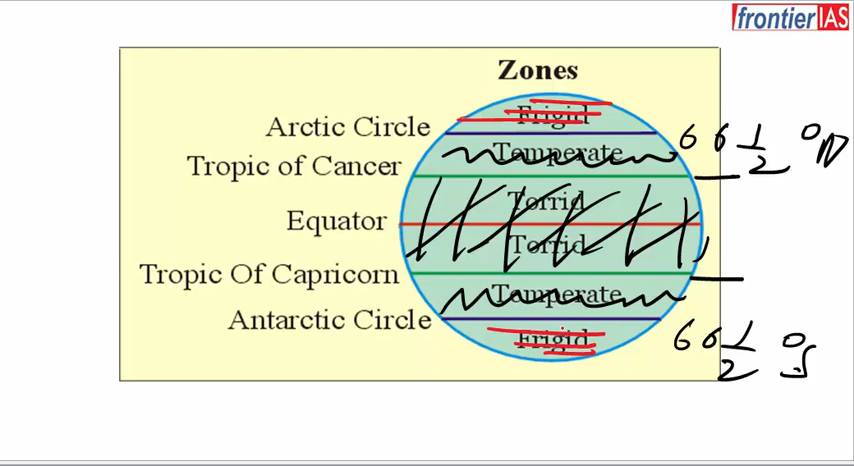 frontierIAS
Zones
Frigid
Arctic Circle
66 1/2 °N
Temperate
Tropic of Cancer
Torrid
Equator
Torrid
Tropic Of Capricorn
Temperate
Antarctic Circle
66 1/2 °S
Frigid